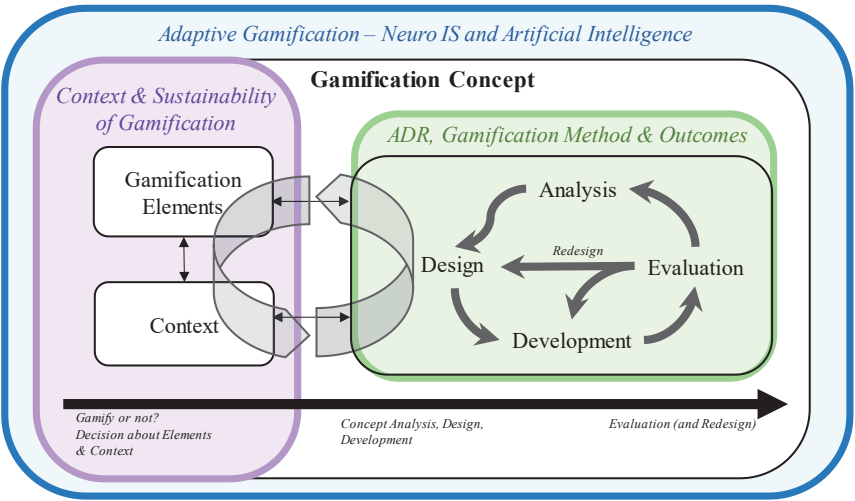 Adaptive Gamification – Neuro IS and Artificial Intelligence
Gamification Concept
Context & Sustainability
of Gamification
ADR, Gamification Method & Outcomes
Gamification
Elements
Context
Analysis
Design
Redesign
Evaluation
Development
Gamify or not?
Decision about Elements
& Context
Concept Analysis, Design,
Development
Evaluation (and Redesign)